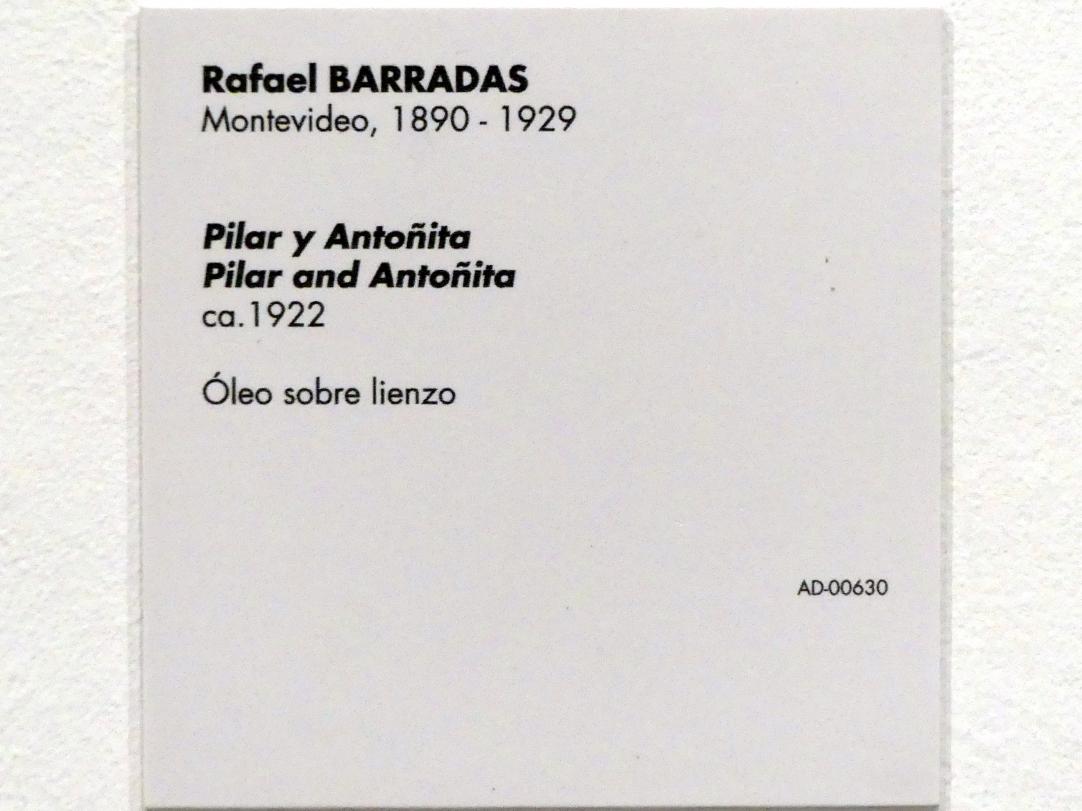 Rafael BARRADAS
Montevideo, 1890 - 1929
Pilar y Antoñita
Pilar and Antoñita
ca.1922
Óleo sobre lienzo
AD-00630